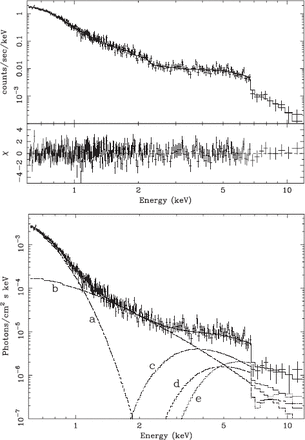 counts/sec/keV
1
0.1
0.01
10⁻³
χ
4
2
0
−2
−4
1
2
5
10
Energy (keV)
Photons/cm² s keV
10⁻³
10⁻⁴
10⁻⁵
10⁻⁶
10⁻⁷
a
b
c
d
e
1
2
5
10
Energy (keV)